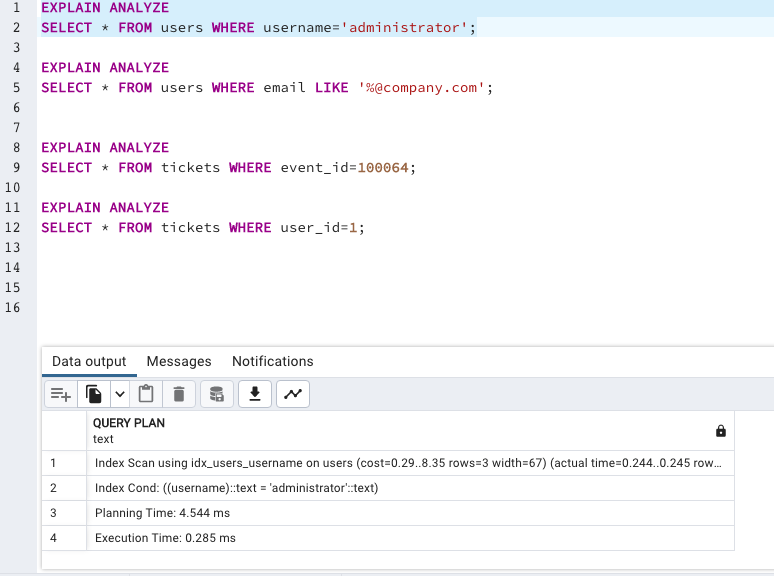 1 EXPLAIN ANALYZE
2 SELECT * FROM users WHERE username='administrator';
3
4 EXPLAIN ANALYZE
5 SELECT * FROM users WHERE email LIKE '%@company.com';
6
7
8 EXPLAIN ANALYZE
9 SELECT * FROM tickets WHERE event_id=100064;
10
11 EXPLAIN ANALYZE
12 SELECT * FROM tickets WHERE user_id=1;
13
14
15
16
Data output Messages Notifications
QUERY PLAN
text
1 Index Scan using idx_users_username on users (cost=0.29..8.35 rows=3 width=67) (actual time=0.244..0.245 row...
2 Index Cond: ((username)::text = 'administrator'::text)
3 Planning Time: 4.544 ms
4 Execution Time: 0.285 ms